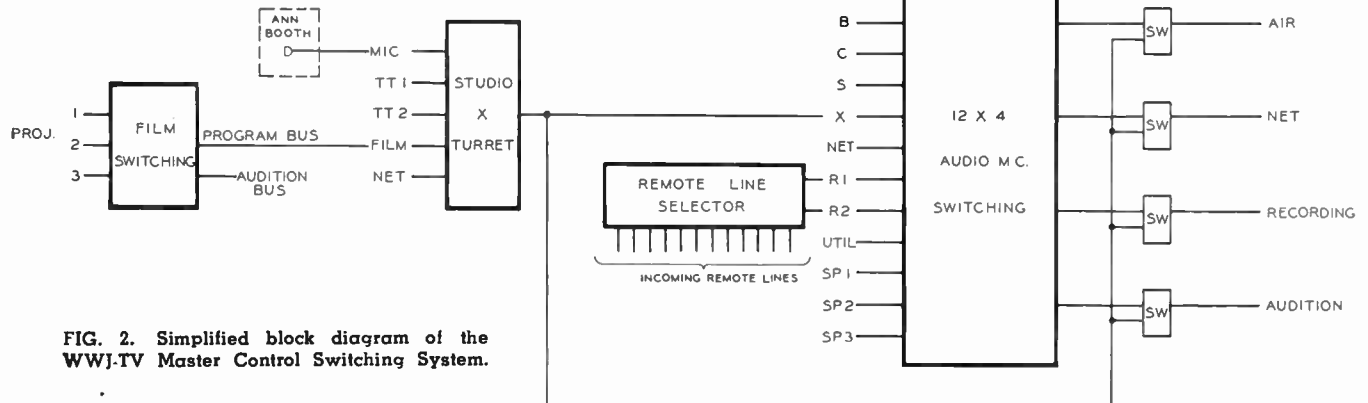 ANN
BOOTH
D
MIC
TT 1
TT 2
FILM
NET
STUDIO
X
TURRET
PROJ.
1
2
3
FILM
SWITCHING
PROGRAM BUS
AUDITION
BUS
B
C
S
X
NET
R1
R2
UTIL
SP1
SP2
SP3
REMOTE LINE
SELECTOR
INCOMING REMOTE LINES
12 X 4
AUDIO M.C.
SWITCHING
SW
AIR
SW
NET
SW
RECORDING
SW
AUDITION
FIG. 2. Simplified block diagram of the
WWJ-TV Master Control Switching System.